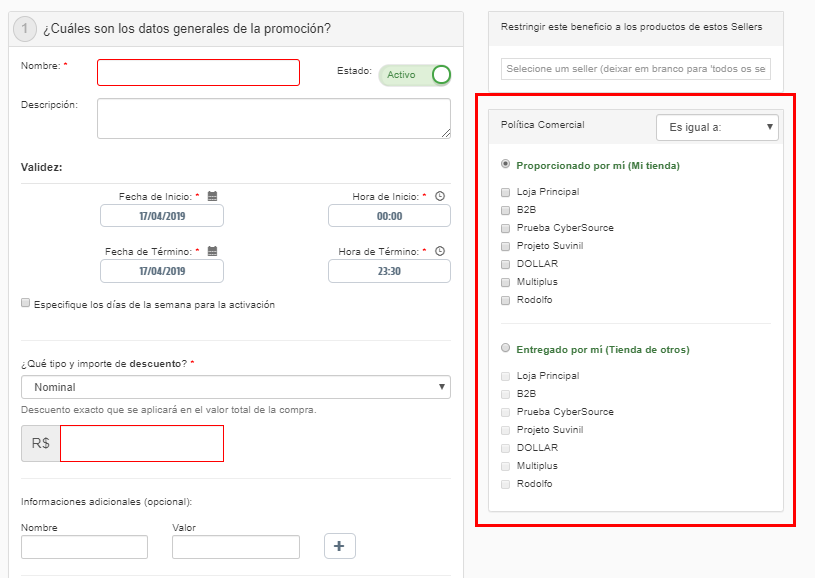 1 ¿Cuáles son los datos generales de la promoción?
Nombre: *
Estado: Activo
Descripción:
Validez:
Fecha de Inicio: *
Hora de Inicio: *
17/04/2019
00:00
Fecha de Término: *
Hora de Término: *
17/04/2019
23:30
Especifique los días de la semana para la activación
¿Qué tipo y importe de descuento? *
Nominal
Descuento exacto que se aplicará en el valor total de la compra.
R$
Informaciones adicionales (opcional):
Nombre
Valor
+
Restringir este beneficio a los productos de estos Sellers
Selecione um seller (deixar em branco para 'todos os se
Política Comercial
Es igual a:
Proporcionado por mí (Mi tienda)
Loja Principal
B2B
Prueba CyberSource
Projeto Suvinil
DOLLAR
Multiplus
Rodolfo
Entregado por mí (Tienda de otros)
Loja Principal
B2B
Prueba CyberSource
Projeto Suvinil
DOLLAR
Multiplus
Rodolfo